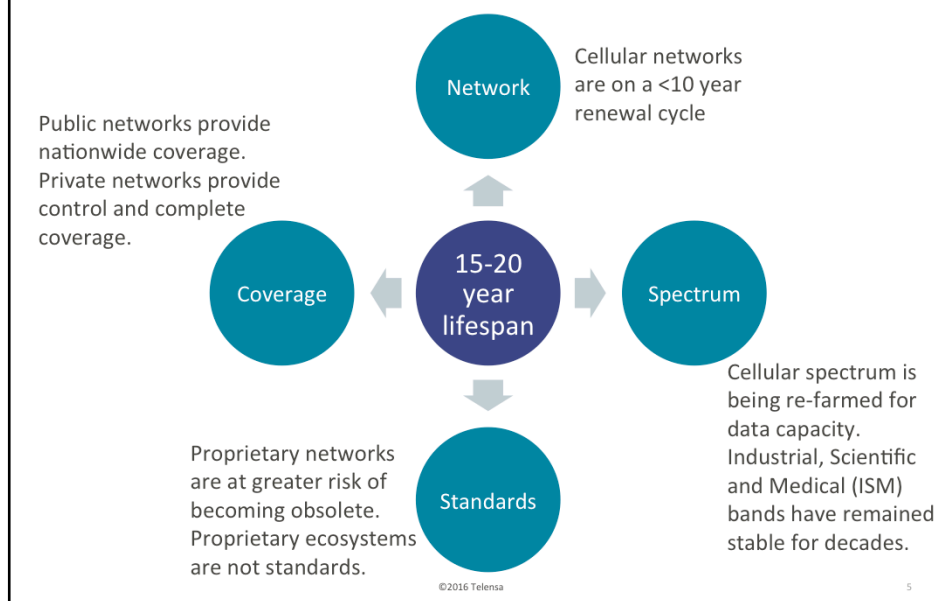 Network
Cellular networks
are on a <10 year
renewal cycle
Public networks provide
nationwide coverage.
Private networks provide
control and complete
coverage.
Coverage
15-20
year
lifespan
Spectrum
Cellular spectrum is
being re-farmed for
data capacity.
Industrial, Scientific
and Medical (ISM)
bands have remained
stable for decades.
Proprietary networks
are at greater risk of
becoming obsolete.
Proprietary ecosystems
are not standards.
Standards
©2016 Telensa
5